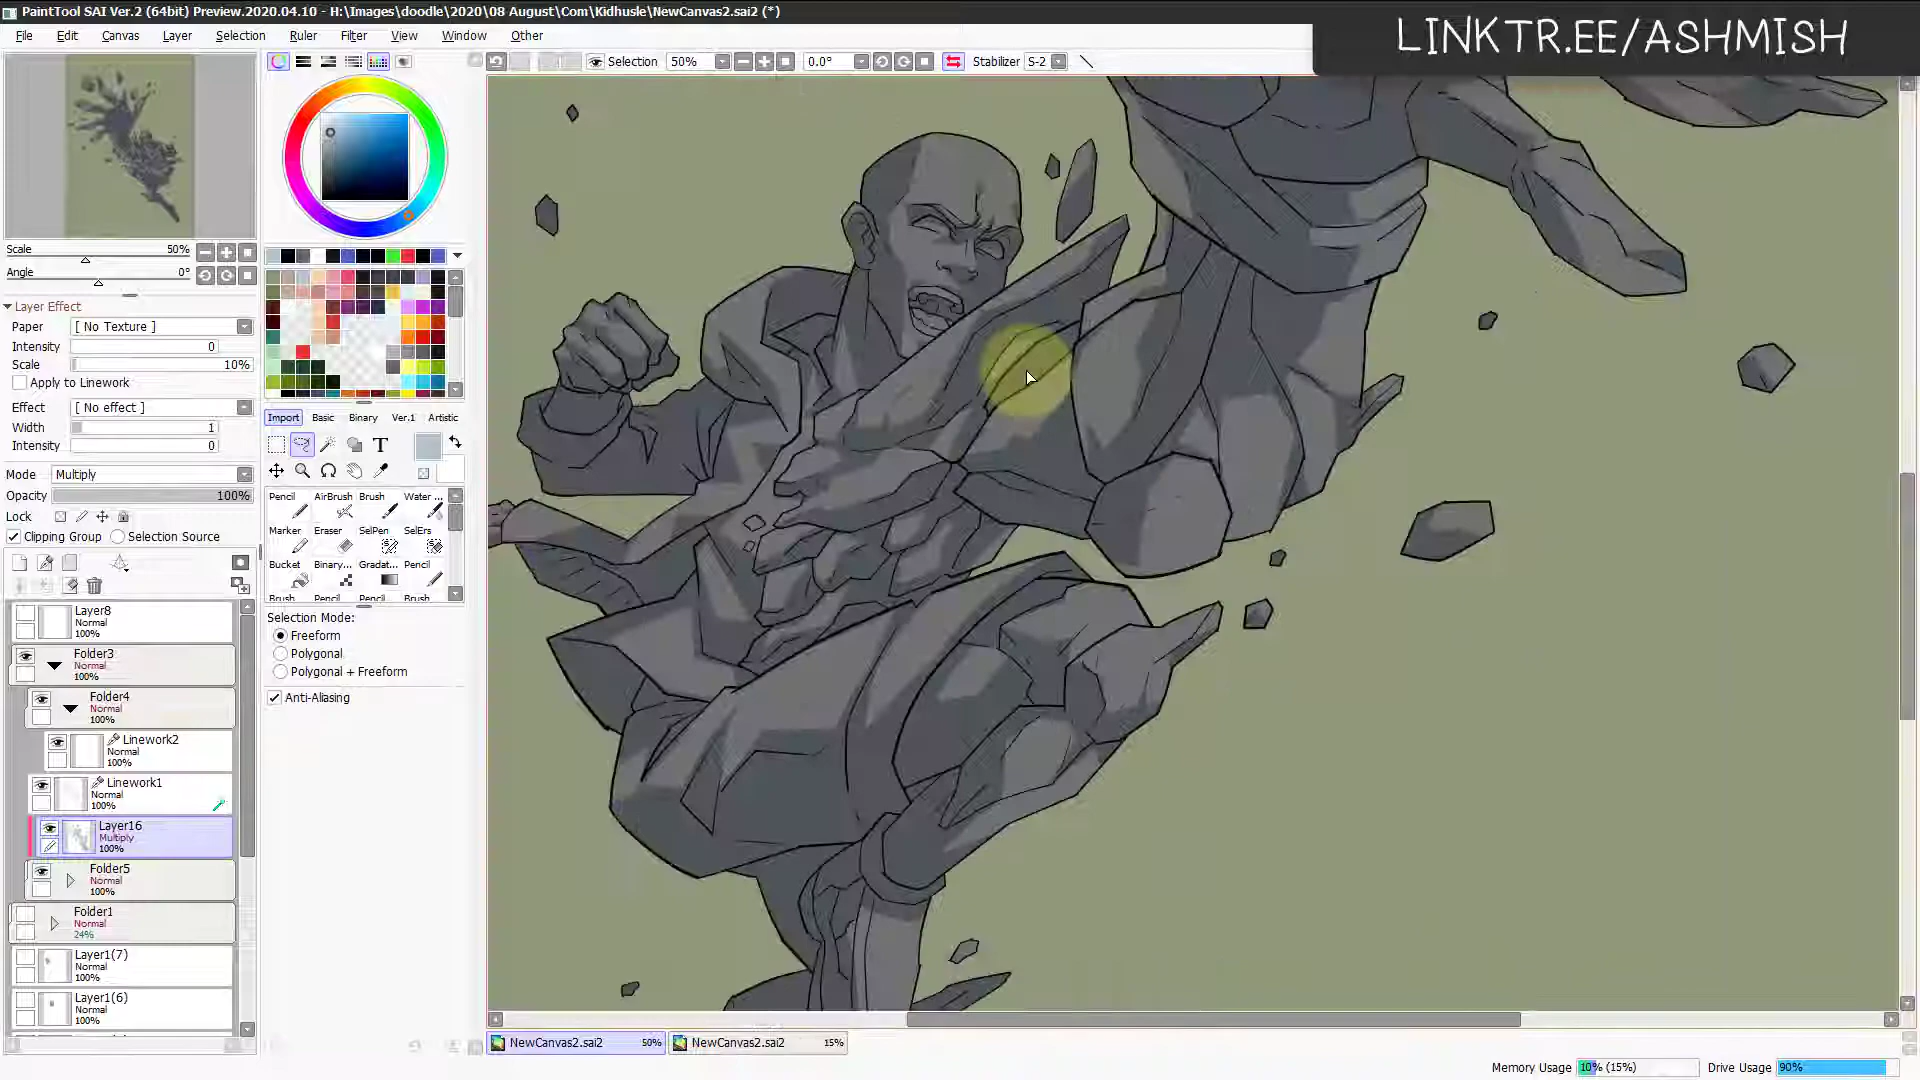 PaintTool SAI Ver.2 (64bit) Preview.2020.04.10 - H:\Images\doodle\2020\08 August\Com\Kidhusle\NewCanvas2.sai2 (*)
LINKTR.EE/ASHMISH
File Edit Canvas Layer Selection Ruler Filter View Window Other
Selection 50% 0.0° Stabilizer S-2
Scale 50%
Angle 0°
Layer Effect
Paper [ No Texture ]
Intensity 0
Scale 10%
Apply to Linework
Effect [ No effect ]
Width 1
Intensity 0
Mode Multiply
Opacity 100%
Lock
Clipping Group Selection Source
Layer8
Normal
100%
Folder3
Normal
100%
Folder4
Normal
100%
Linework2
Normal
100%
Linework1
Normal
100%
Layer16
Multiply
100%
Folder5
Normal
100%
Folder1
Normal
24%
Layer1(7)
Normal
100%
Layer1(6)
Normal
100%
Import Basic Binary Ver.1 Artistic
T
Pencil AirBrush Brush Water ...
Marker Eraser SelPen SelErs
Bucket Binary... Gradat... Pencil
Brush Pencil Pencil Brush
Selection Mode:
Freeform
Polygonal
Polygonal + Freeform
Anti-Aliasing
NewCanvas2.sai2 50% NewCanvas2.sai2 15%
Memory Usage 10% (15%) Drive Usage 90%